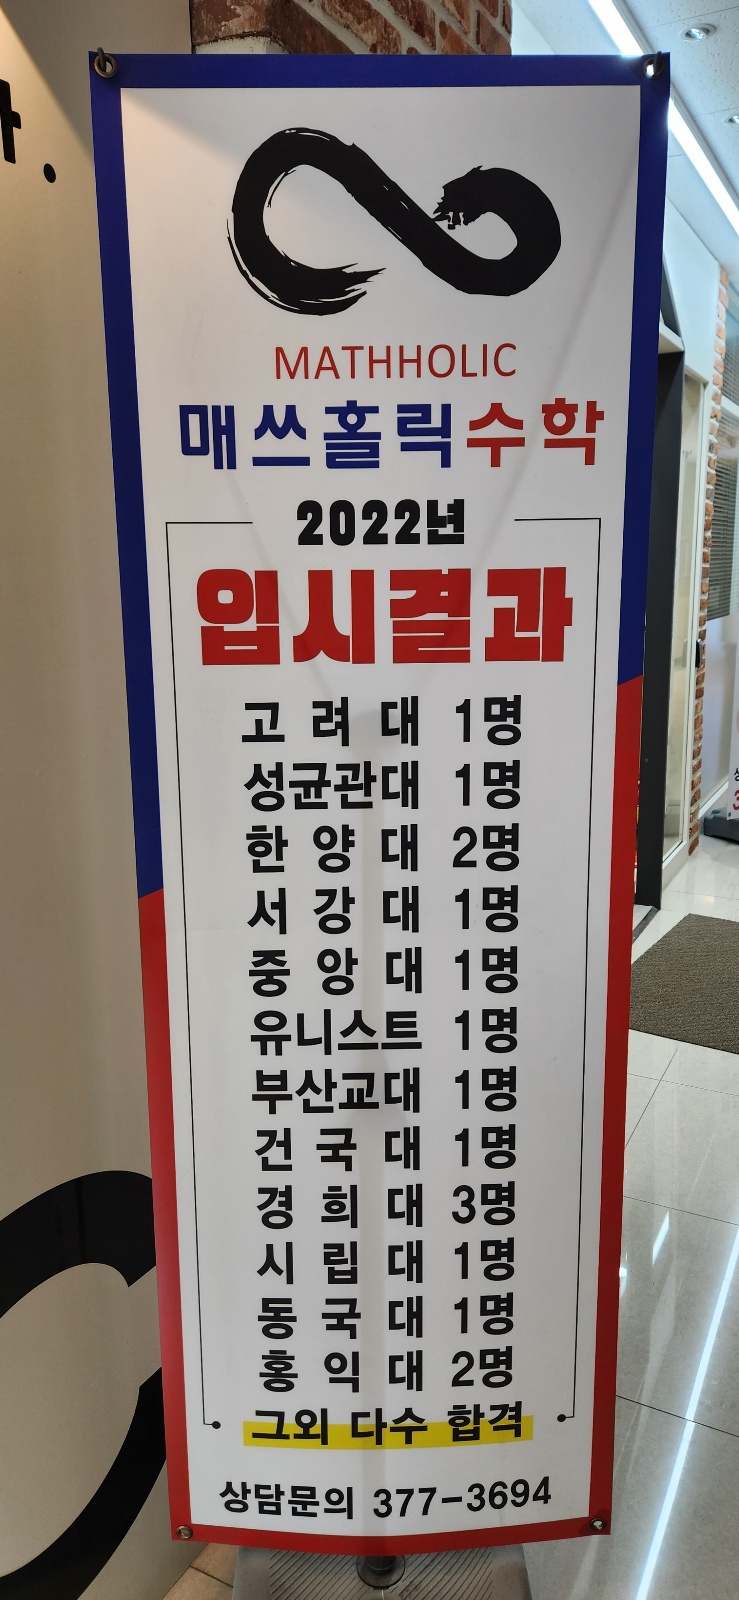 MATHHOLIC
매쓰홀릭수학
2022년
입시결과
고려대 1명
성균관대 1명
한양대 2명
서강대 1명
중앙대 1명
유니스트 1명
부산교대 1명
건국대 1명
경희대 3명
시립대 1명
동국대 1명
홍익대 2명
그외 다수 합격
상담문의 377-3694